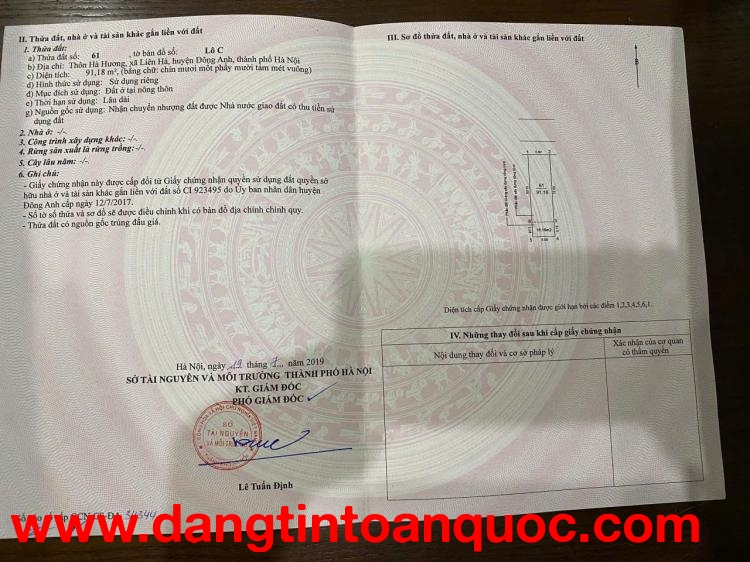 II. Thửa đất, nhà ở và tài sản khác gắn liền với đất
1. Thửa đất:
a) Thửa đất số: 61 , tờ bản đồ số: Lô C
b) Địa chỉ: Thôn Hà Hương, xã Liên Hà, huyện Đông Anh, thành phố Hà Nội
c) Diện tích: 91,18 m², (bằng chữ: chín mươi mốt phẩy mười tám mét vuông)
d) Hình thức sử dụng: Sử dụng riêng
đ) Mục đích sử dụng: Đất ở tại nông thôn
e) Thời hạn sử dụng: Lâu dài
g) Nguồn gốc sử dụng: Nhận chuyển nhượng đất được Nhà nước giao đất có thu tiền sử
dụng đất
2. Nhà ở: -/-
3. Công trình xây dựng khác: -/-
4. Rừng sản xuất là rừng trồng:-/-
5. Cây lâu năm: -/-
6. Ghi chú:
- Giấy chứng nhận này được cấp đổi từ Giấy chứng nhận quyền sử dụng đất quyền sở
hữu nhà ở và tài sản khác gắn liền với đất số CI 923495 do Ủy ban nhân dân huyện
Đông Anh cấp ngày 12/7/2017.
- Số tờ số thửa và sơ đồ sẽ được điều chỉnh khi có bản đồ địa chính chính quy.
- Thửa đất có nguồn gốc trúng đấu giá.
Hà Nội, ngày 12 tháng 7 năm 2019
SỞ TÀI NGUYÊN VÀ MÔI TRƯỜNG THÀNH PHỐ HÀ NỘI
KT. GIÁM ĐỐC
PHÓ GIÁM ĐỐC
SỞ
TÀI NGUYÊN
VÀ MÔI TRƯỜNG
Lê Tuấn Định
III. Sơ đồ thửa đất, nhà ở và tài sản khác gắn liền với đất
B
1 2
61
91.18
5 4
Diện tích cấp Giấy chứng nhận được giới hạn bởi các điểm 1,2,3,4,5,6,1.
IV. Những thay đổi sau khi cấp giấy chứng nhận
Nội dung thay đổi và cơ sở pháp lý
Xác nhận của cơ quan
có thẩm quyền
www.dangtintoanquoc.com